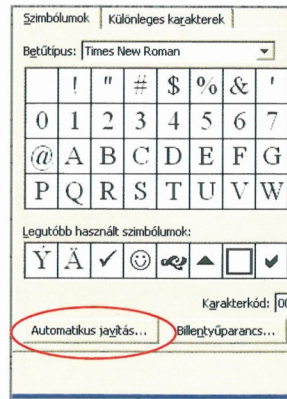 Szimbólumok Különleges karakterek
Betűtípus: Times New Roman
! " # $ % & '
0 1 2 3 4 5 6 7
@ A B C D E F G
P Q R S T U V W
Legutóbb használt szimbólumok:
Ý Ä ✓ ☺ ▲ □ ✔
Karakterkód: 00
Automatikus javítás... Billentyűparancs...